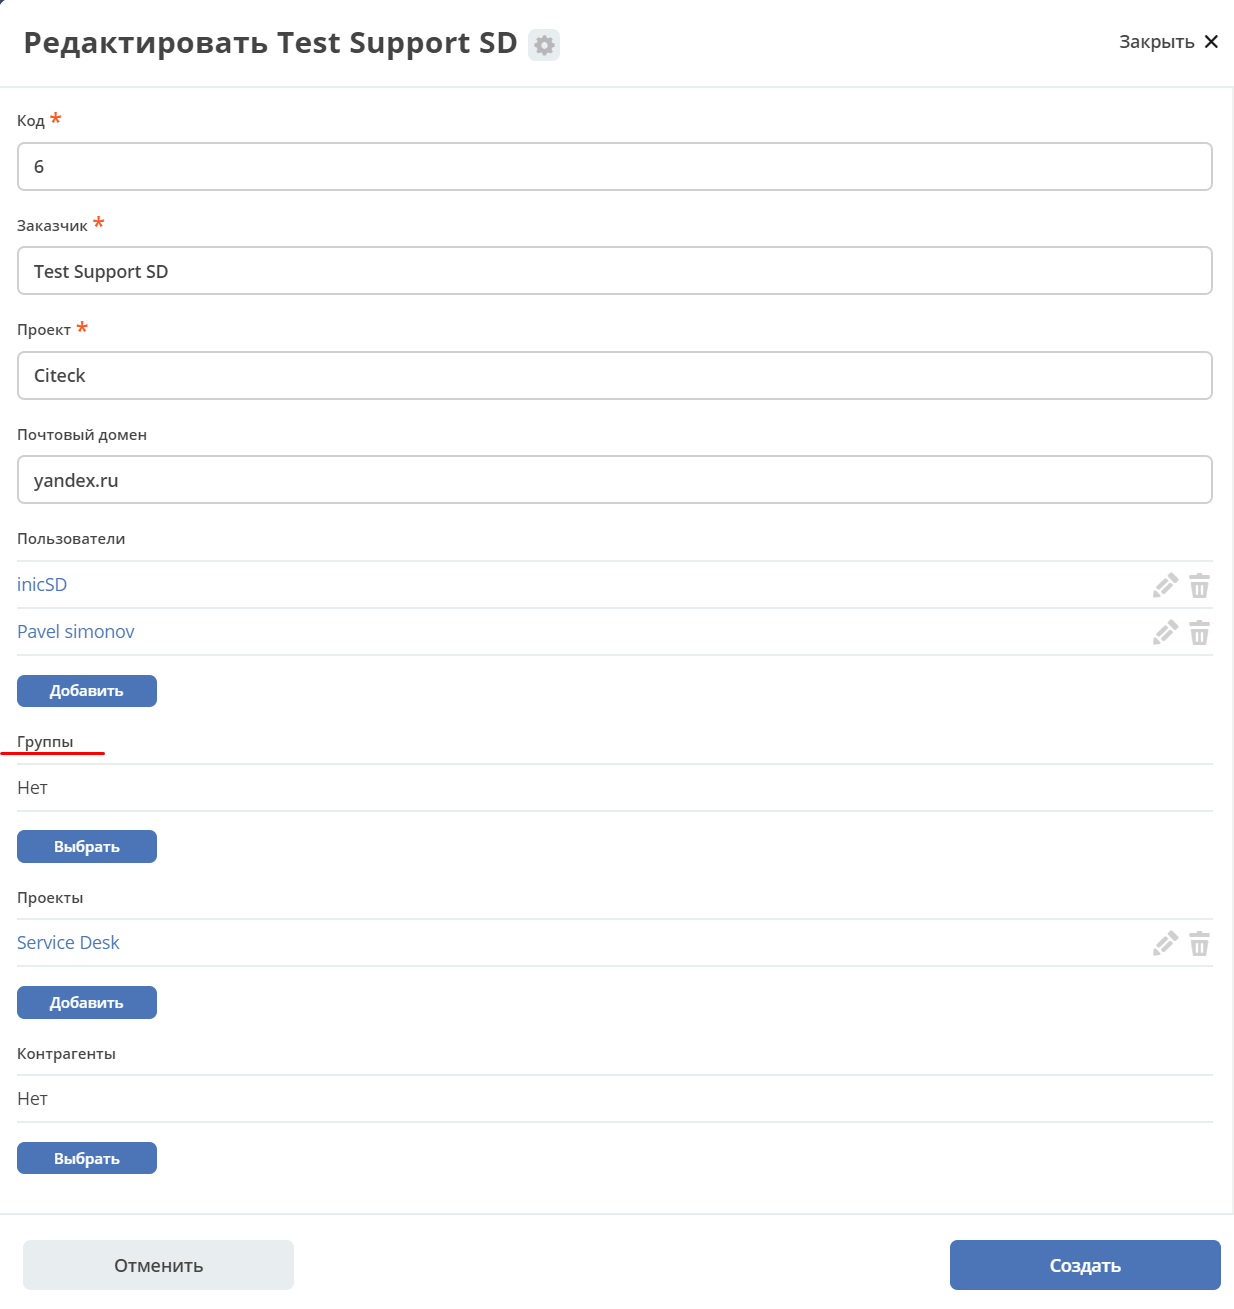 Редактировать Test Support SD
Закрыть
Код *
6
Заказчик *
Test Support SD
Проект *
Citeck
Почтовый домен
yandex.ru
Пользователи
inicSD
Pavel simonov
Добавить
Группы
Нет
Выбрать
Проекты
Service Desk
Добавить
Контрагенты
Нет
Выбрать
Отменить
Создать